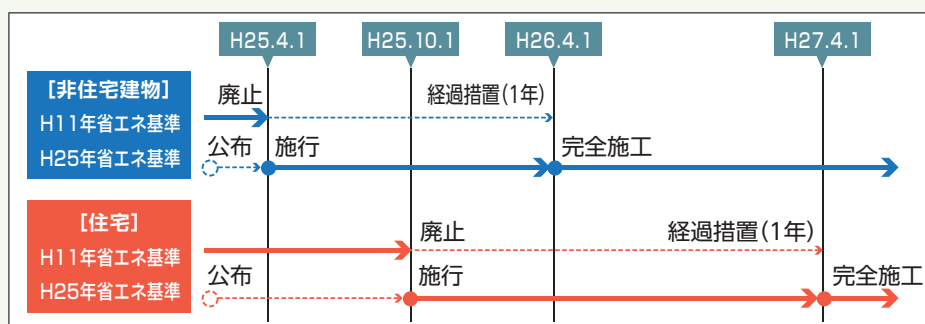 H25.4.1 H25.10.1 H26.4.1 H27.4.1
[非住宅建物]
廃止 経過措置(1年)
H11年省エネ基準
公布 施行 完全施工
H25年省エネ基準
[住宅]
廃止 経過措置(1年)
H11年省エネ基準
公布 施行 完全施工
H25年省エネ基準